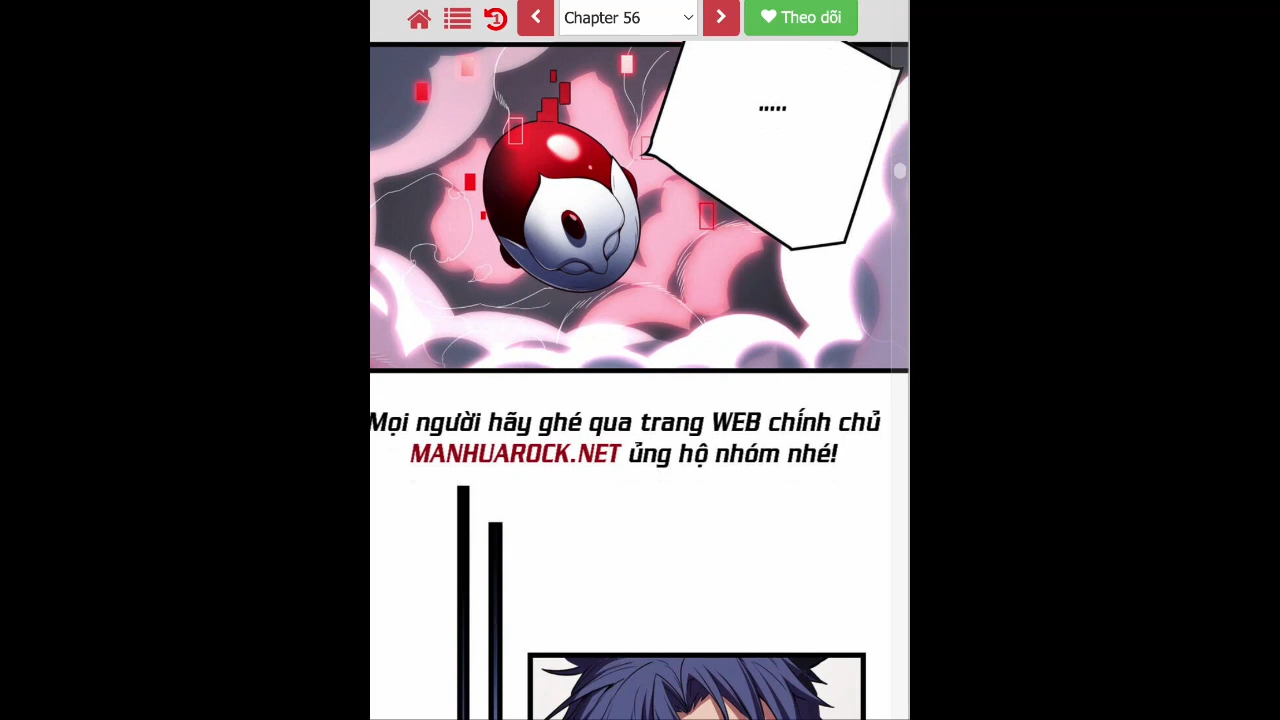 1
Chapter 56
Theo dõi
.....
Mọi người hãy ghé qua trang WEB chính chủ
MANHUAROCK.NET ủng hộ nhóm nhé!